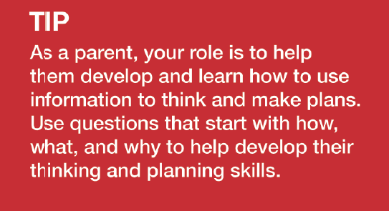 TIP
As a parent, your role is to help
them develop and learn how to use
information to think and make plans.
Use questions that start with how,
what, and why to help develop their
thinking and planning skills.